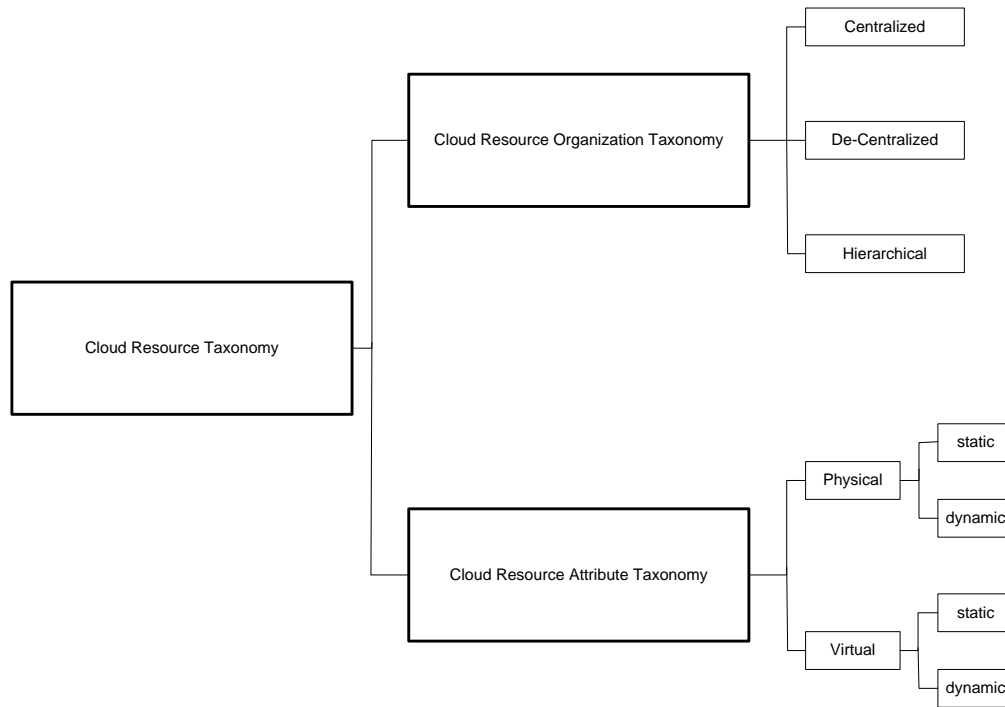 Centralized
Cloud Resource Organization Taxonomy
De-Centralized
Hierarchical
Cloud Resource Taxonomy
static
Physical
dynamic
Cloud Resource Attribute Taxonomy
static
Virtual
dynamic